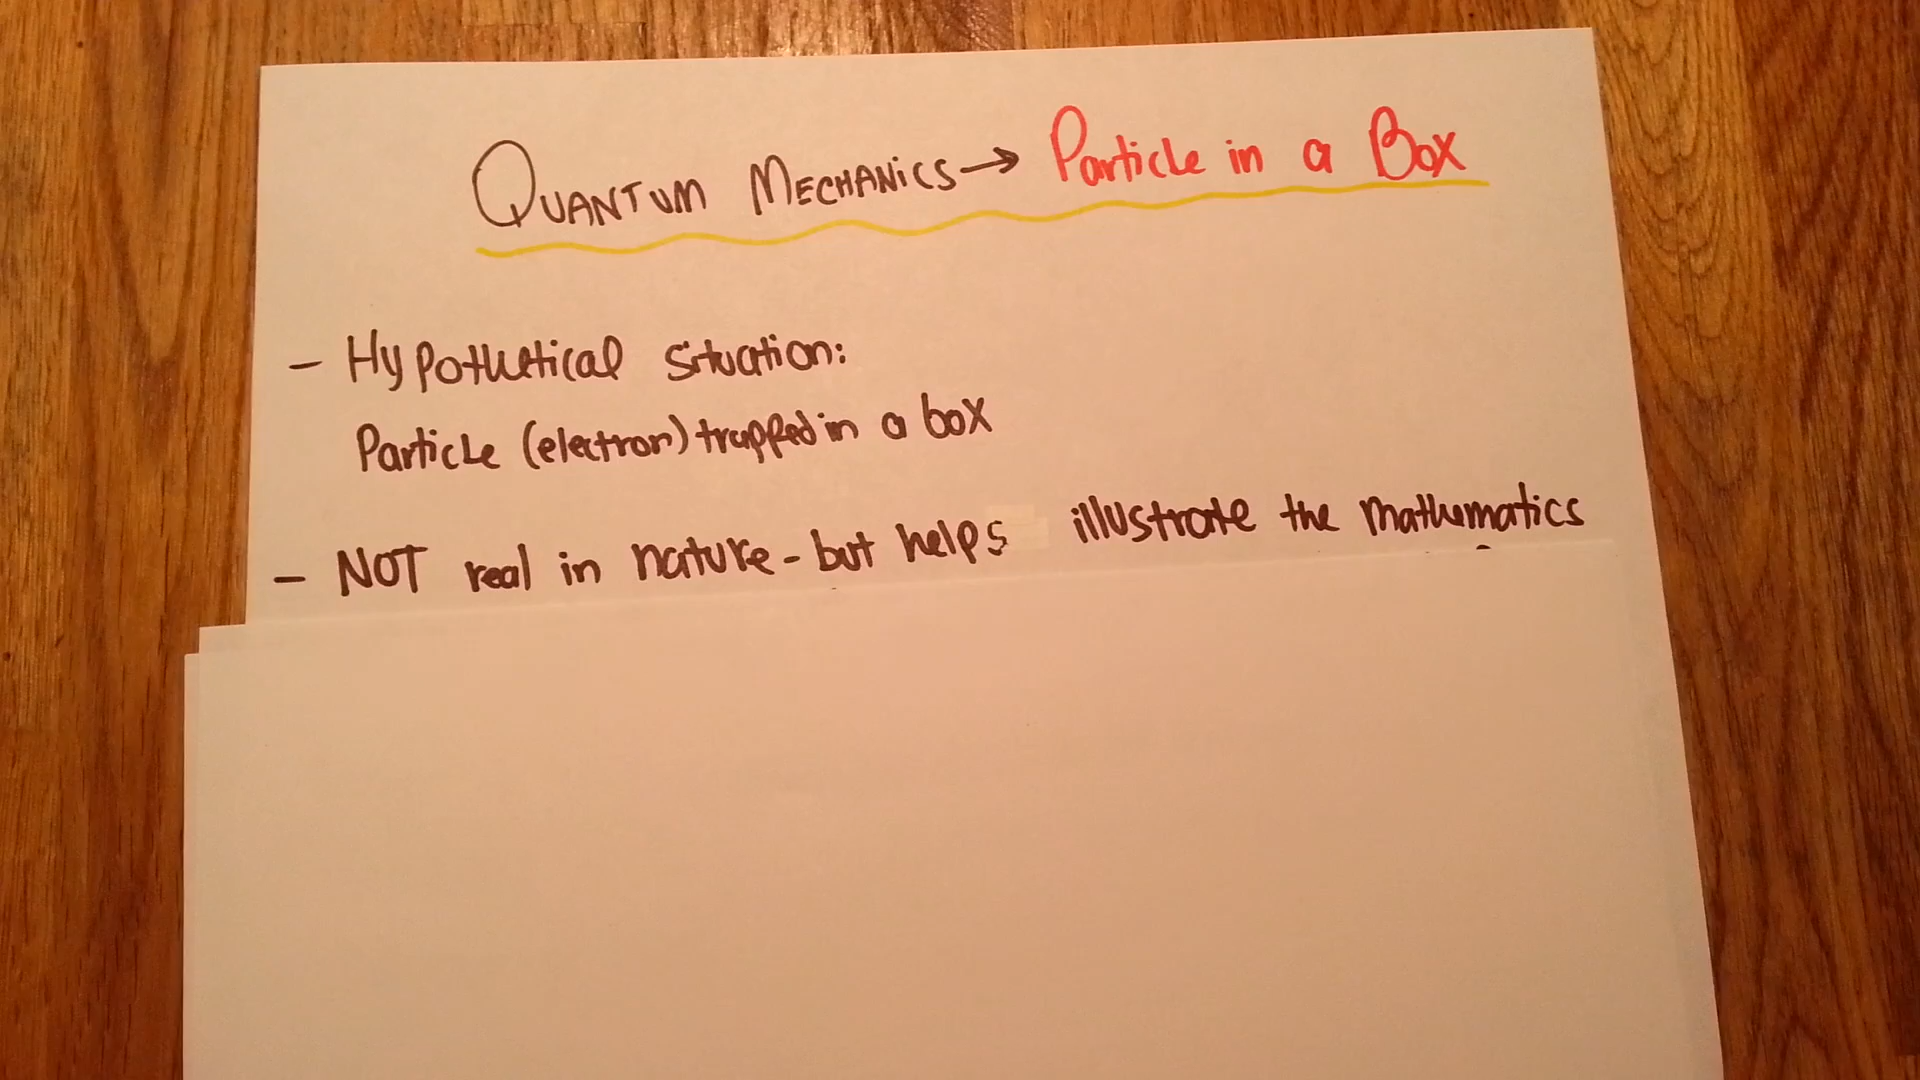 QUANTUM MECHANICS → Particle in a Box
- Hypothetical situation:
Particle (electron) trapped in a box
- NOT real in nature - but helps illustrate the mathematics